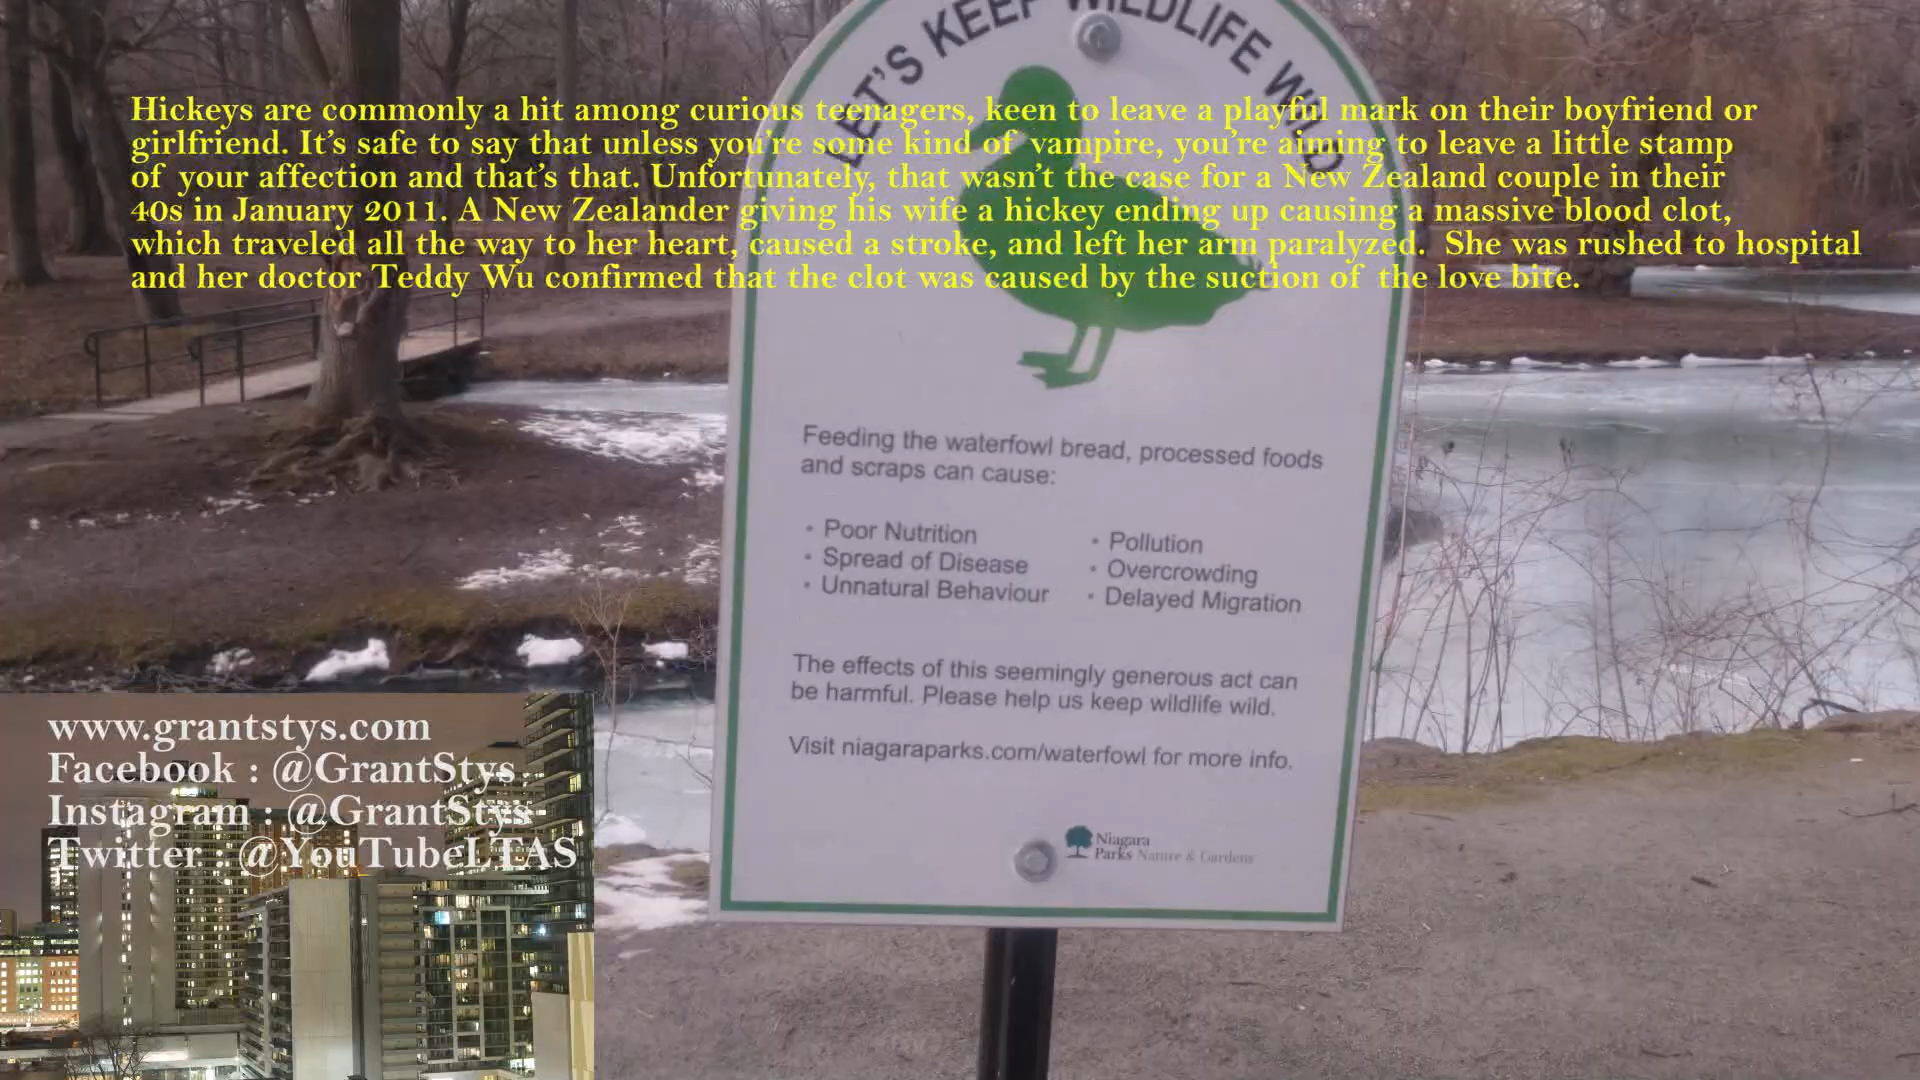 LET'S KEEP WILDLIFE WILD
Hickeys are commonly a hit among curious teenagers, keen to leave a playful mark on their boyfriend or
girlfriend. It's safe to say that unless you're some kind of vampire, you're aiming to leave a little stamp
of your affection and that's that. Unfortunately, that wasn't the case for a New Zealand couple in their
40s in January 2011. A New Zealander giving his wife a hickey ending up causing a massive blood clot,
which traveled all the way to her heart, caused a stroke, and left her arm paralyzed. She was rushed to hospital
and her doctor Teddy Wu confirmed that the clot was caused by the suction of the love bite.
Feeding the waterfowl bread, processed foods
and scraps can cause:
• Poor Nutrition
• Spread of Disease
• Unnatural Behaviour
• Pollution
• Overcrowding
• Delayed Migration
The effects of this seemingly generous act can
be harmful. Please help us keep wildlife wild.
Visit niagaraparks.com/waterfowl for more info.
Niagara
Parks Nature & Gardens
www.grantstys.com
Facebook : @GrantStys
Instagram : @GrantStys
Twitter : @YouTubeLTAS